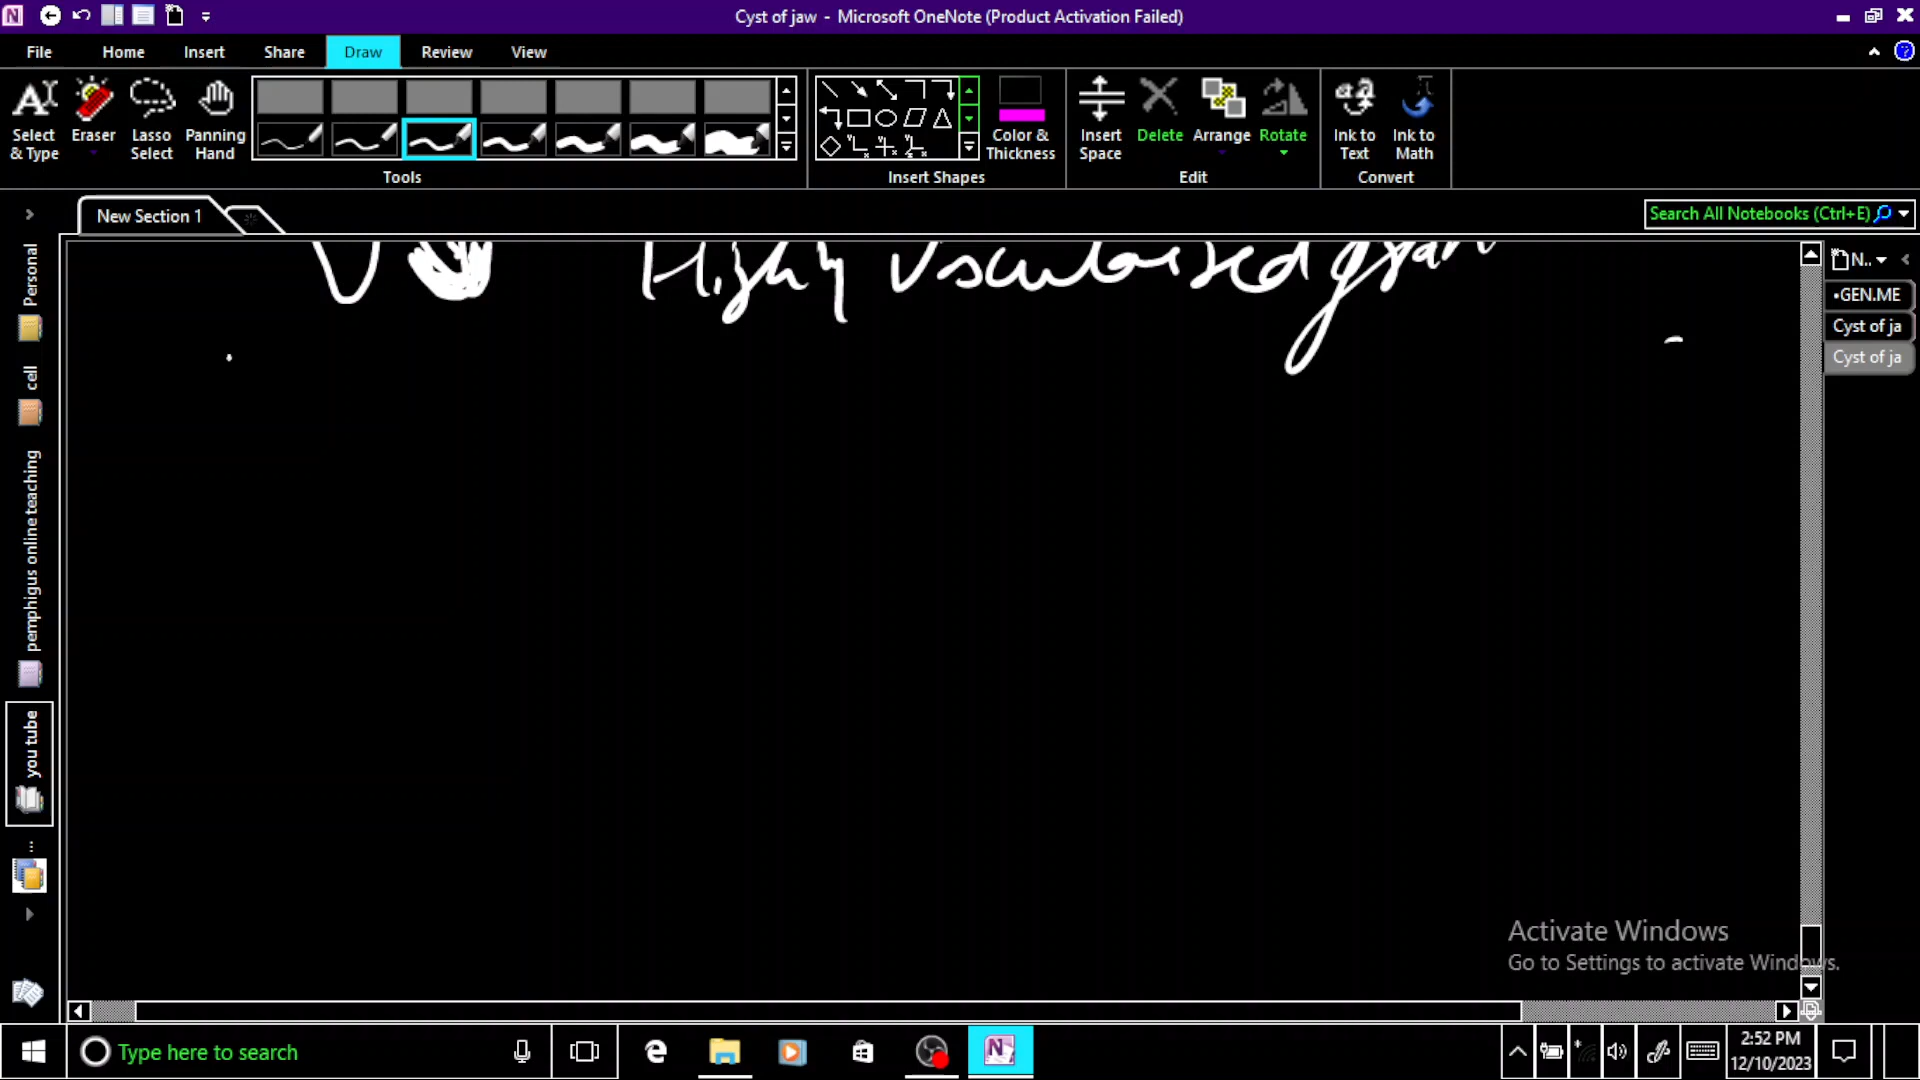 Cyst of jaw - Microsoft OneNote (Product Activation Failed)
File Home Insert Share Draw Review View
Select & Type
Eraser
Lasso Select
Panning Hand
Color & Thickness
Insert Space
Delete
Arrange
Rotate
Ink to Text
Ink to Math
Tools
Insert Shapes
Edit
Convert
New Section 1
Search All Notebooks (Ctrl+E)
Personal
cell
pemphigus online teaching
you tube
N..
•GEN.ME
Cyst of ja
Cyst of ja
Highly
Activate Windows
Go to Settings to activate Windows.
Type here to search
2:52 PM
12/10/2023